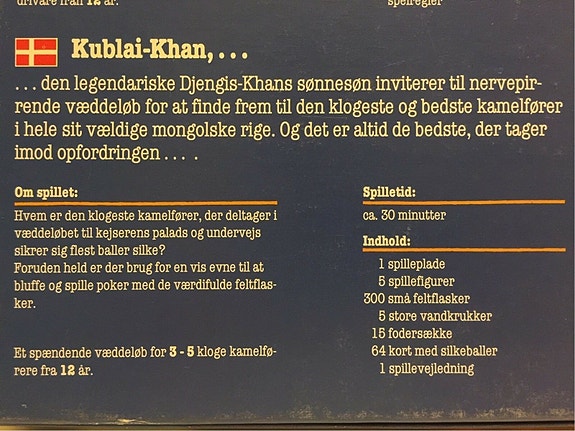 drivare från 12 år.
spelregler
Kublai-Khan, . . .
. . . den legendariske Djengis-Khans sønnesøn inviterer til nervepir-
rende væddeløb for at finde frem til den klogeste og bedste kamelfører
i hele sit vældige mongolske rige. Og det er altid de bedste, der tager
imod opfordringen . . . .
Om spillet:
Hvem er den klogeste kamelfører, der deltager i
væddeløbet til kejserens palads og undervejs
sikrer sig flest baller silke?
Foruden held er der brug for en vis evne til at
bluffe og spille poker med de værdifulde feltflas-
ker.
Et spændende væddeløb for 3 - 5 kloge kamelfø-
rere fra 12 år.
Spilletid:
ca. 30 minutter
Indhold:
1 spilleplade
5 spillefigurer
300 små feltflasker
5 store vandkrukker
15 fodersække
64 kort med silkeballer
1 spillevejledning